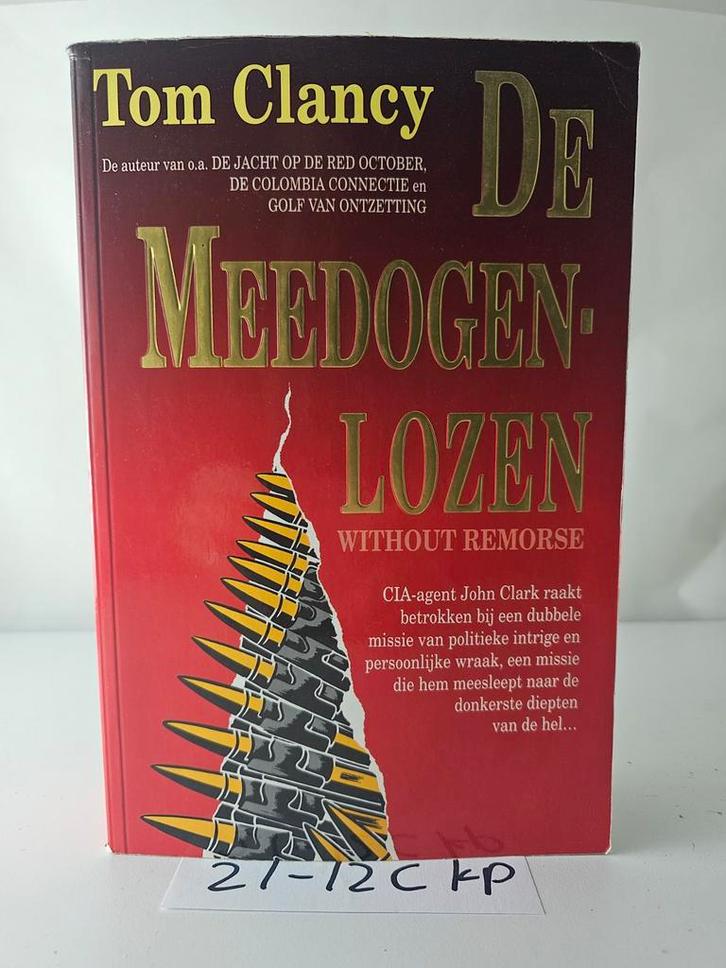 Tom Clancy
De auteur van o.a. DE JACHT OP DE RED OCTOBER,
DE COLOMBIA CONNECTIE en
GOLF VAN ONTZETTING
DE
MEEDOGEN-
LOZEN
WITHOUT REMORSE
CIA-agent John Clark raakt
betrokken bij een dubbele
missie van politieke intrige en
persoonlijke wraak, een missie
die hem meesleept naar de
donkerste diepten
van de hel...
21-12C kp